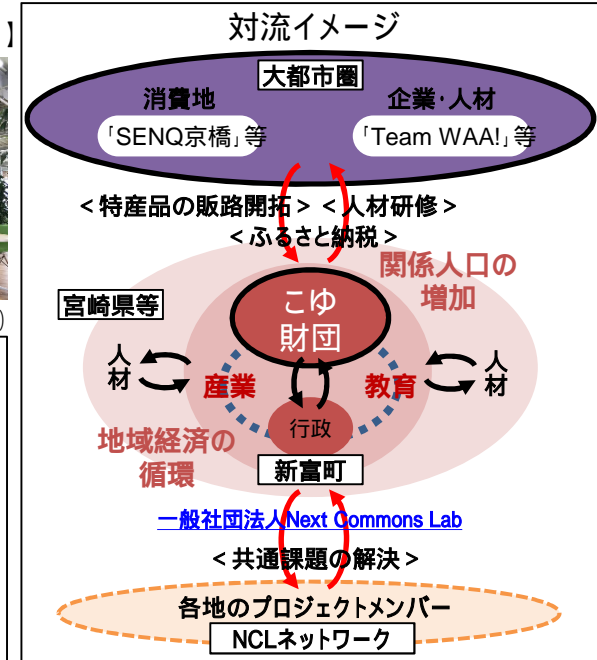 】
対流イメージ
大都市圏
消費地
企業・人材
「SENQ京橋」等
「Team WAA!」等
＜特産品の販路開拓＞＜人材研修＞
＜ふるさと納税＞
関係人口の
増加
こゆ
財団
宮崎県等
）
人
材
産業
教育
人
材
行政
地域経済の
循環
新富町
一般社団法人Next Commons Lab
＜共通課題の解決＞
各地のプロジェクトメンバー
NCLネットワーク